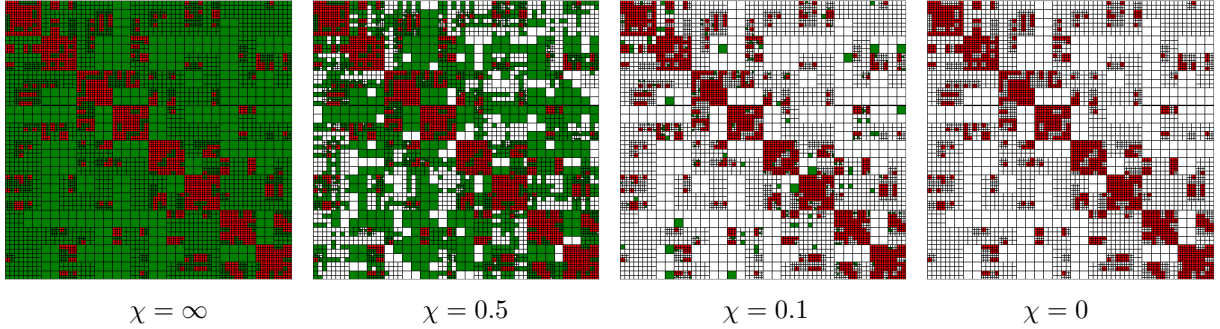 χ = ∞ χ = 0.5 χ = 0.1 χ = 0